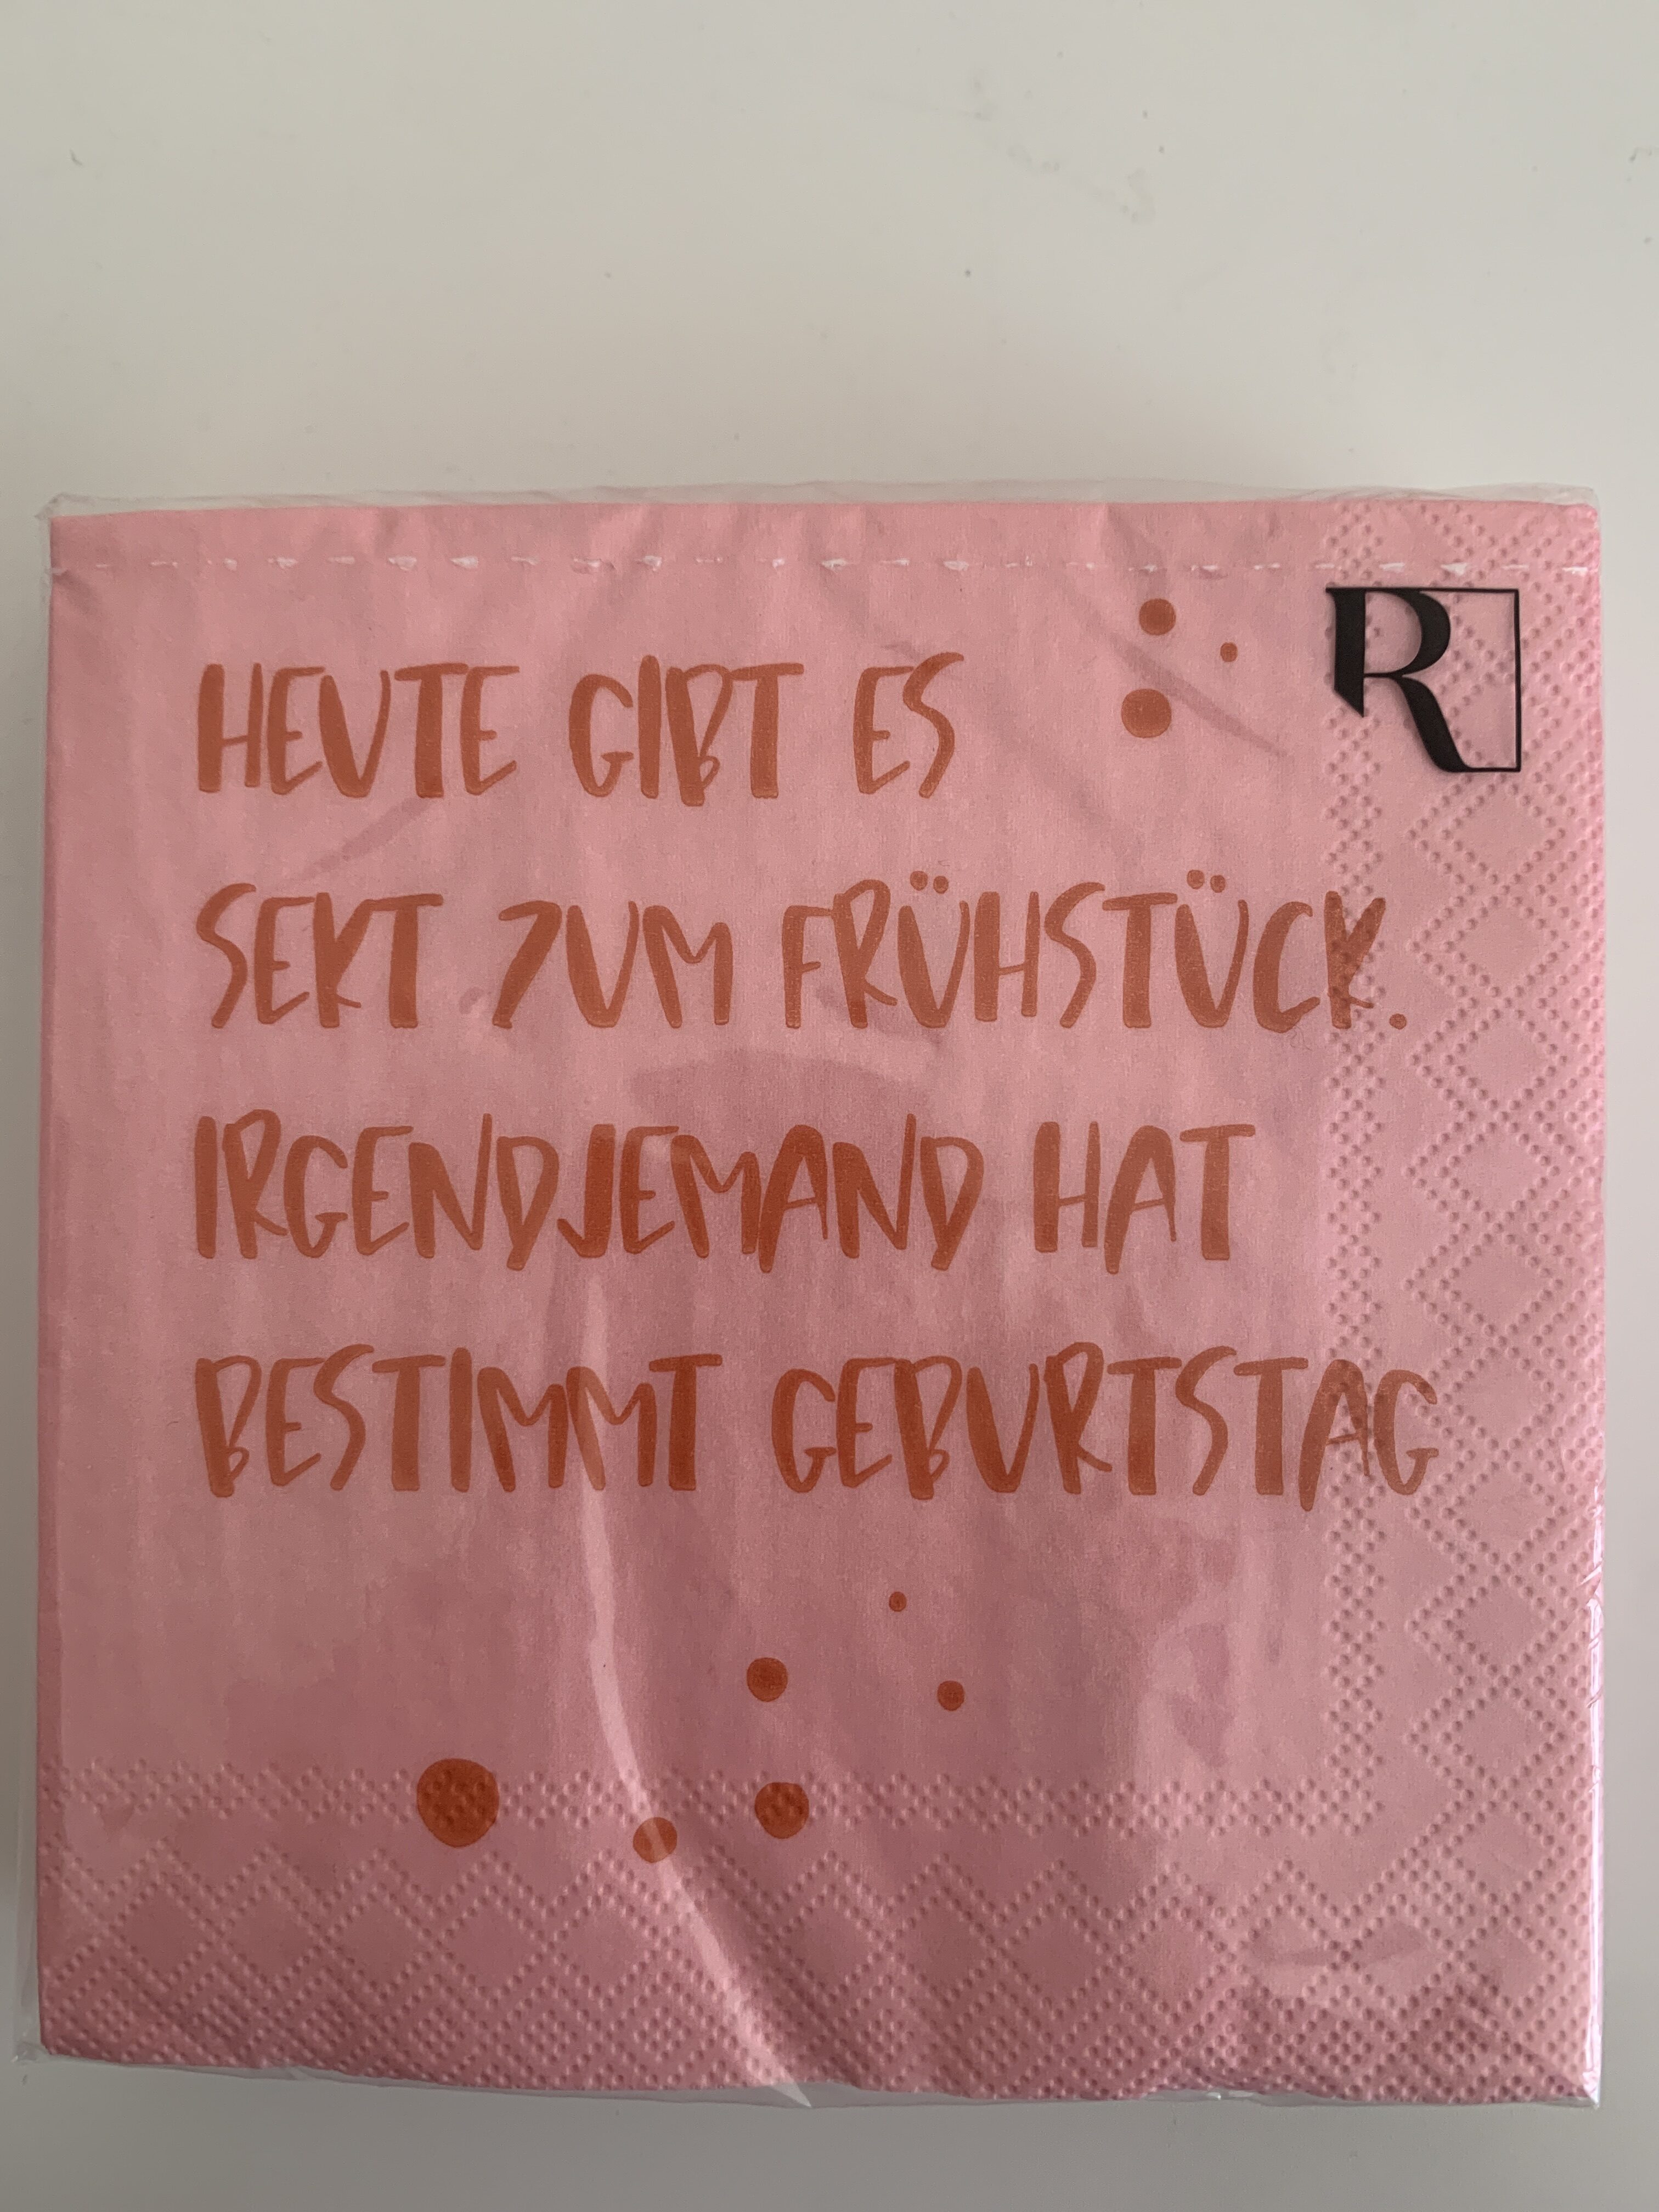 R
HEUTE GIBT ES
SEKT ZUM FRÜHSTÜCK.
IRGENDJEMAND HAT
BESTIMMT GEBURTSTAG